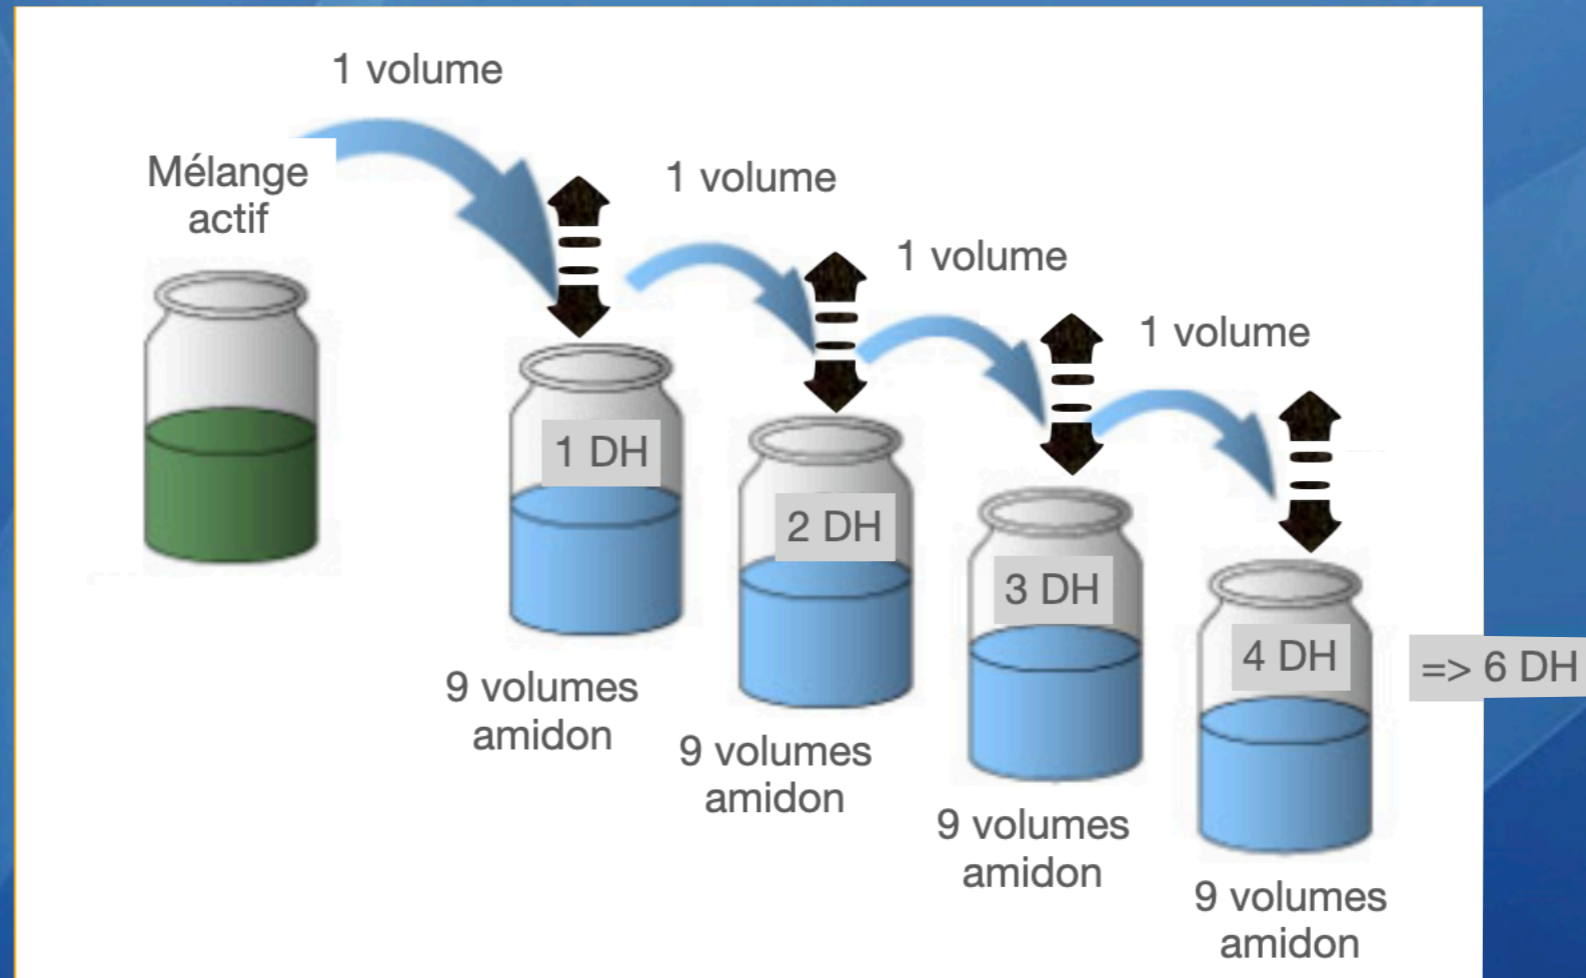 1 volume
Mélange
actif
1 volume
1 volume
1 volume
1 DH
2 DH
3 DH
4 DH
=> 6 DH
9 volumes
amidon
9 volumes
amidon
9 volumes
amidon
9 volumes
amidon